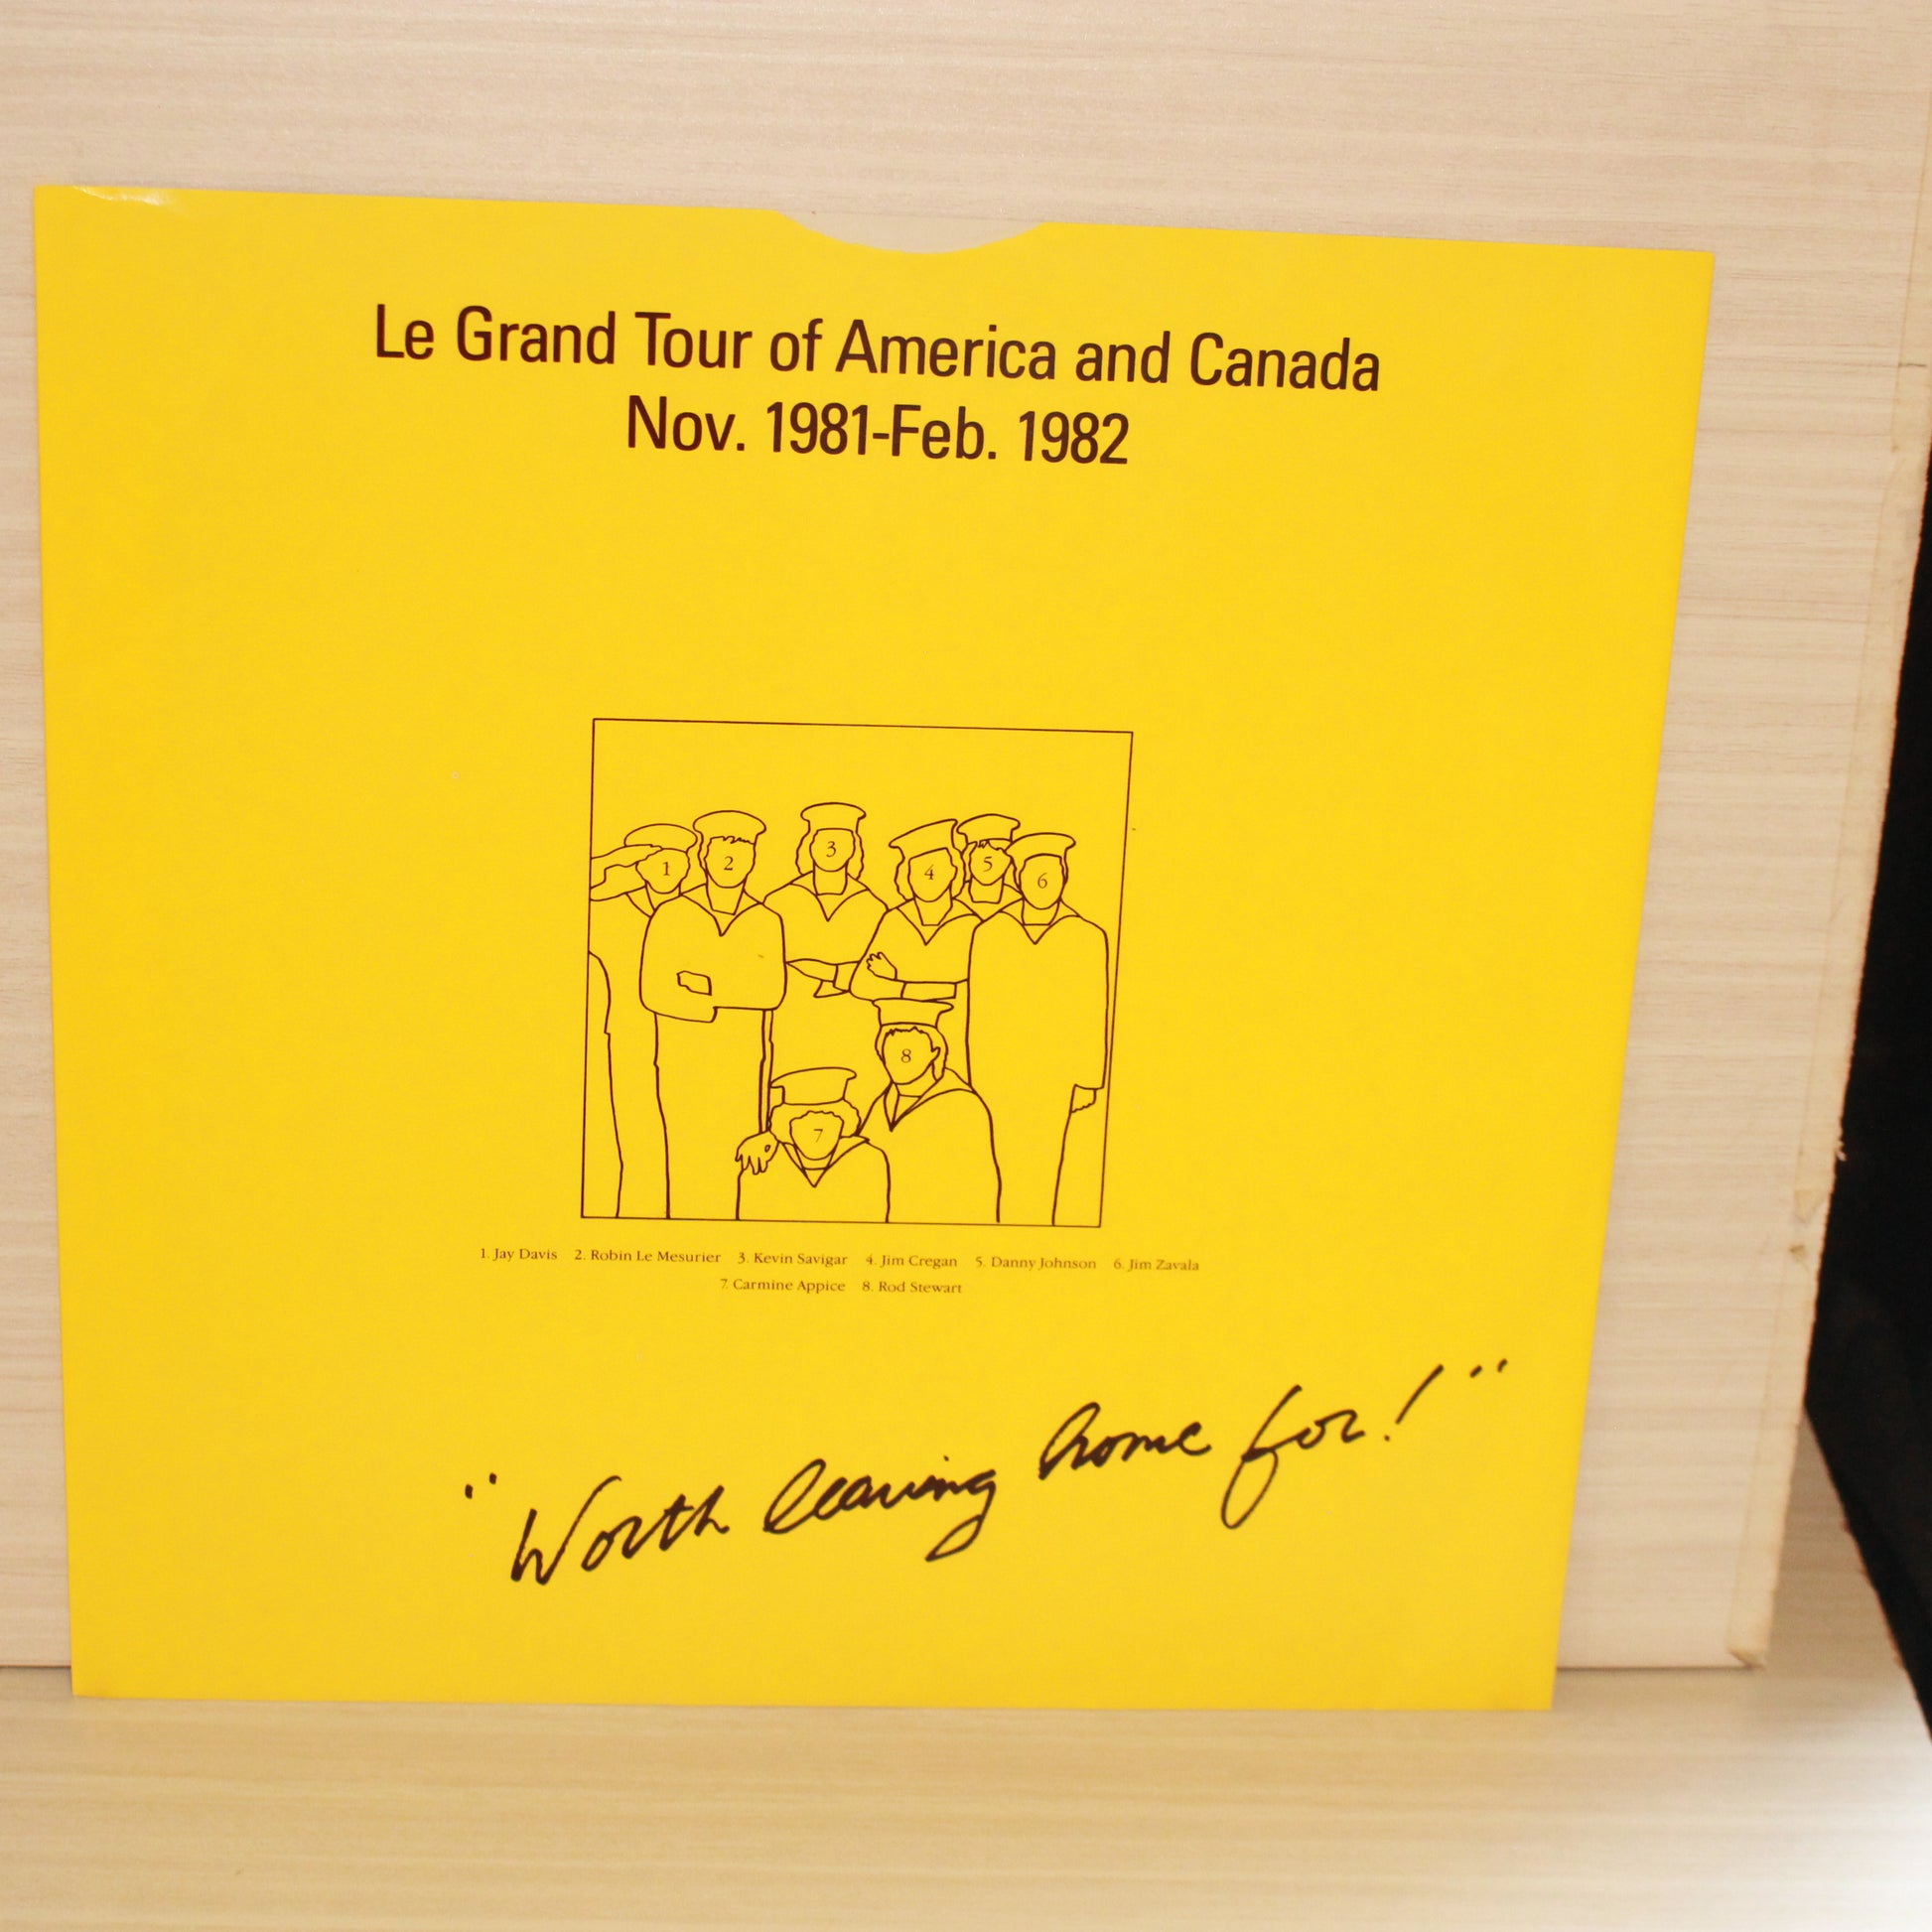 Le Grand Tour of America and Canada
Nov. 1981-Feb. 1982
1 2 3 4 5 6
8
7
1. Jay Davis 2. Robin Le Mesurier 3. Kevin Savigar 4. Jim Cregan 5. Danny Johnson 6. Jim Zavala
7. Carmine Appice 8. Rod Stewart
"Worth leaving home for!"